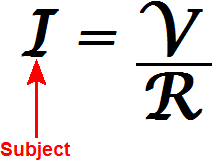 I = V/R
Subject